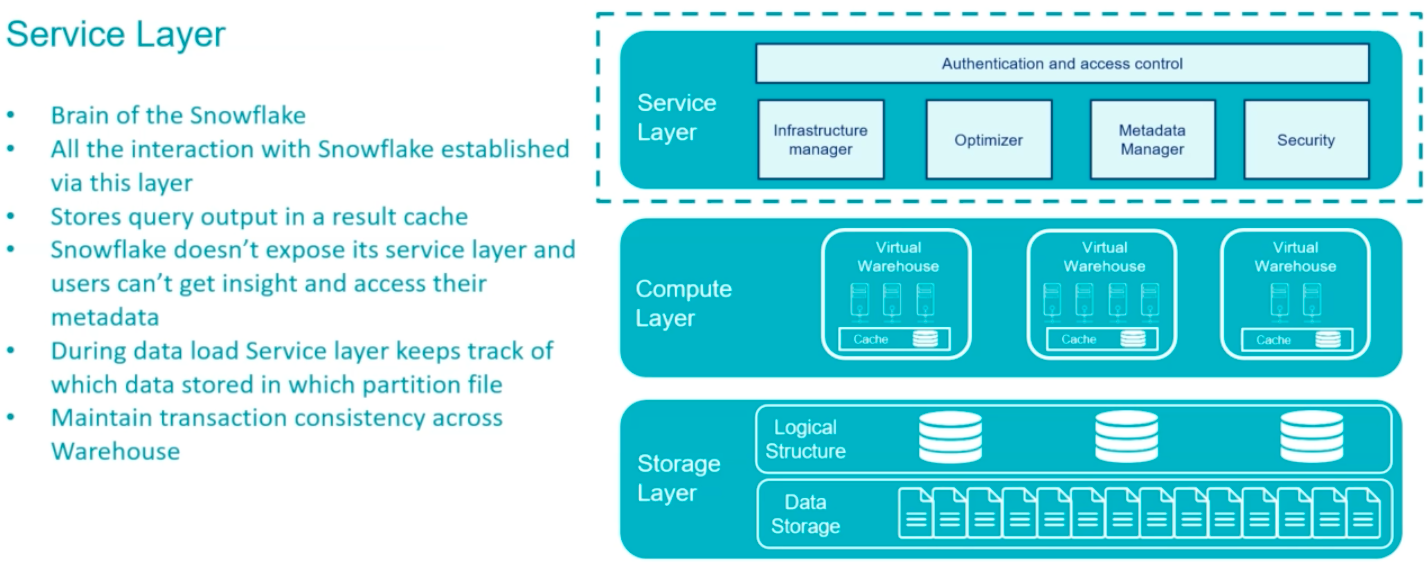 Service Layer
• Brain of the Snowflake
• All the interaction with Snowflake established
via this layer
• Stores query output in a result cache
• Snowflake doesn’t expose its service layer and
users can’t get insight and access their
metadata
• During data load Service layer keeps track of
which data stored in which partition file
• Maintain transaction consistency across
Warehouse
Service
Layer
Authentication and access control
Infrastructure
manager
Optimizer
Metadata
Manager
Security
Compute
Layer
Virtual
Warehouse
Cache
Virtual
Warehouse
Cache
Virtual
Warehouse
Cache
Storage
Layer
Logical
Structure
Data
Storage